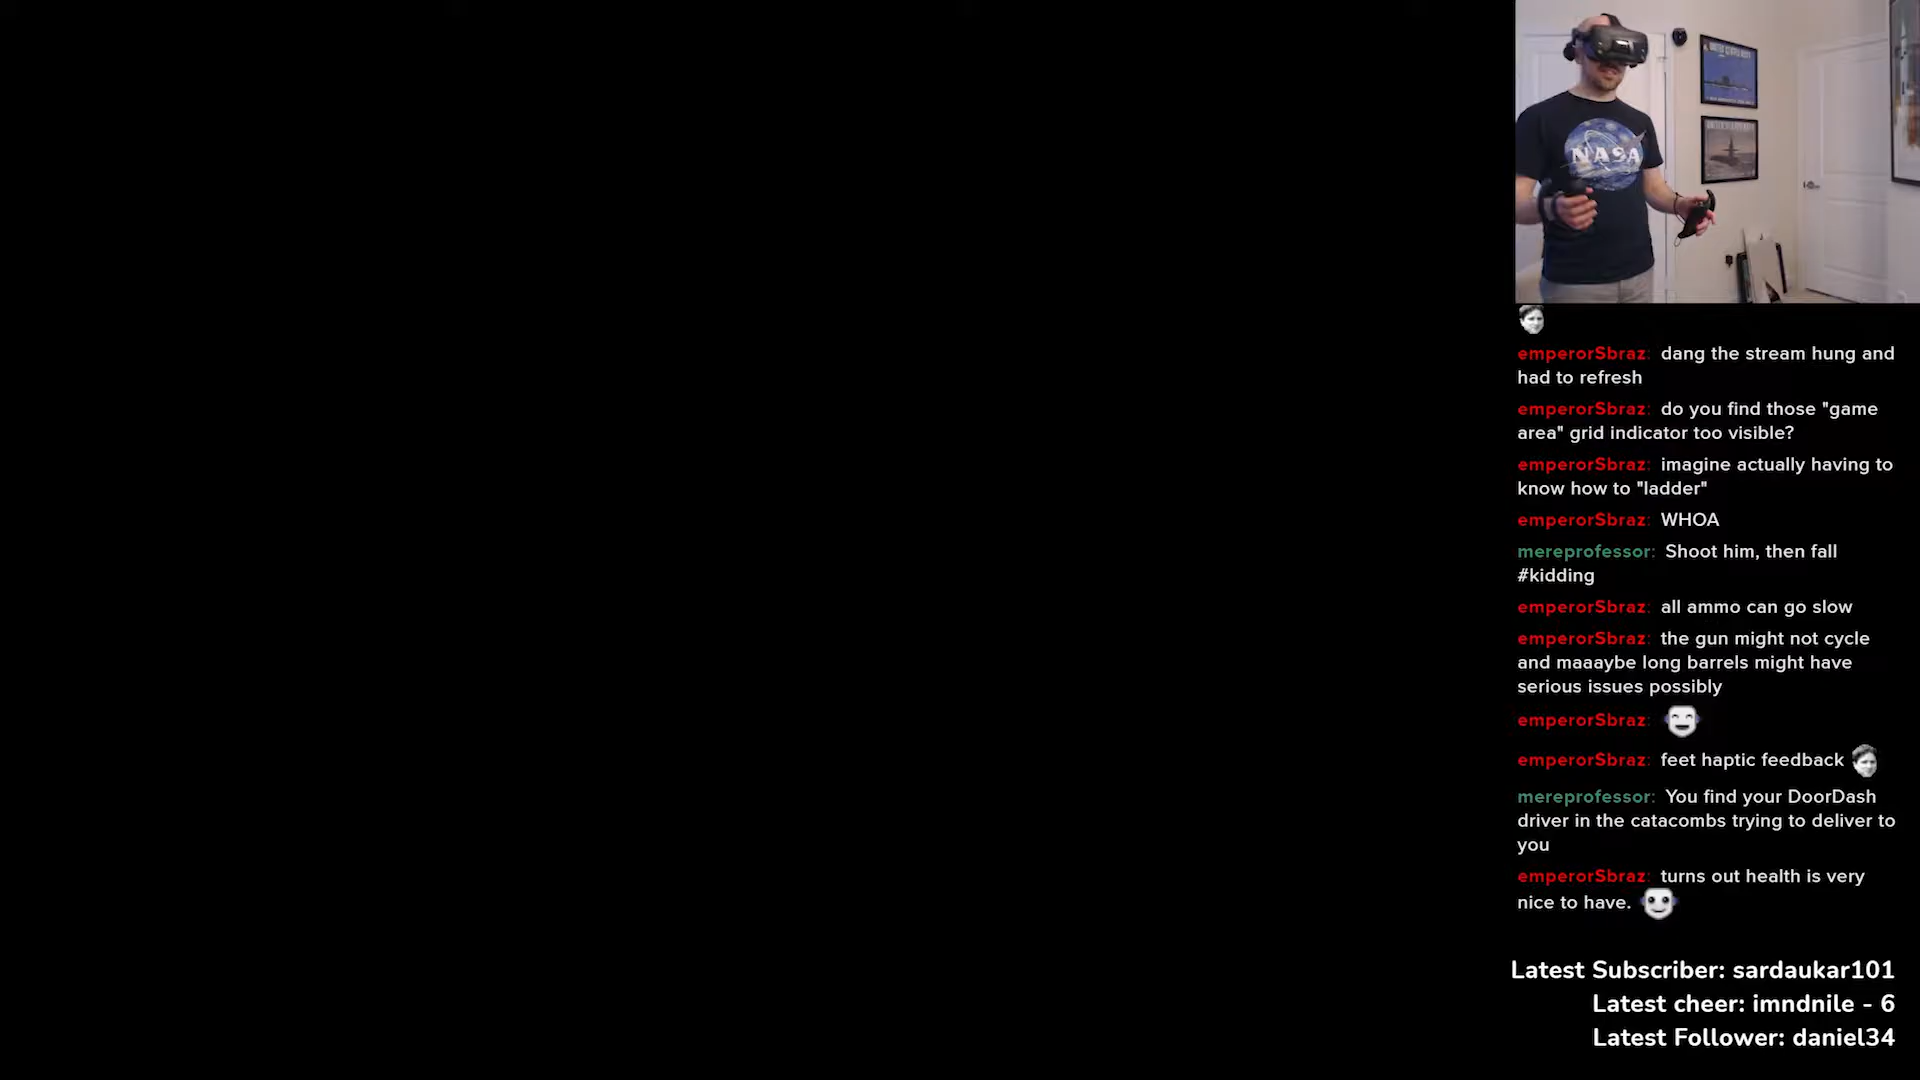 NASA
emperorSbraz: dang the stream hung and
had to refresh
emperorSbraz: do you find those "game
area" grid indicator too visible?
emperorSbraz: imagine actually having to
know how to "ladder"
emperorSbraz: WHOA
mereprofessor: Shoot him, then fall
#kidding
emperorSbraz: all ammo can go slow
emperorSbraz: the gun might not cycle
and maaaybe long barrels might have
serious issues possibly
emperorSbraz:
emperorSbraz: feet haptic feedback
mereprofessor: You find your DoorDash
driver in the catacombs trying to deliver to
you
emperorSbraz: turns out health is very
nice to have.
Latest Subscriber: sardaukar101
Latest cheer: imndnile - 6
Latest Follower: daniel34